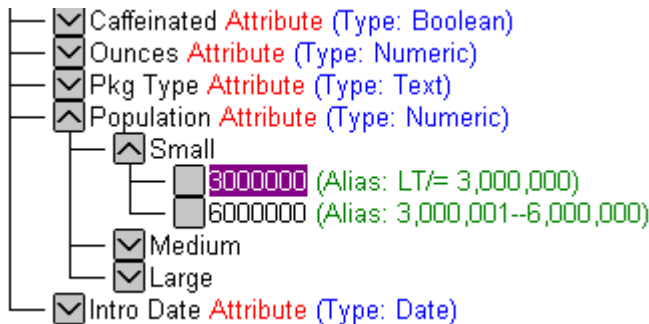 Caffeinated Attribute (Type: Boolean)
Ounces Attribute (Type: Numeric)
Pkg Type Attribute (Type: Text)
Population Attribute (Type: Numeric)
Small
3000000 (Alias: LT/= 3,000,000)
6000000 (Alias: 3,000,001--6,000,000)
Medium
Large
Intro Date Attribute (Type: Date)